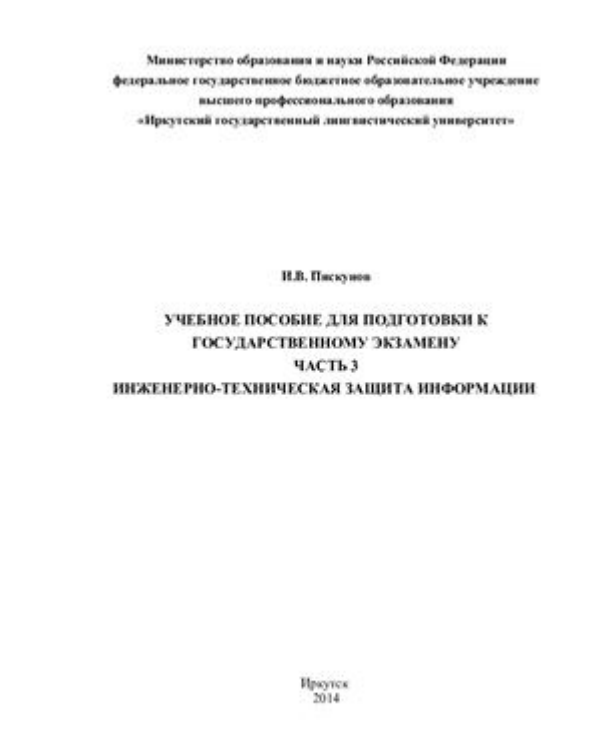 Министерство образования и науки Российской Федерации
федеральное государственное бюджетное образовательное учреждение
высшего профессионального образования
«Иркутский государственный лингвистический университет»
И.В. Пискунов
УЧЕБНОЕ ПОСОБИЕ ДЛЯ ПОДГОТОВКИ К
ГОСУДАРСТВЕННОМУ ЭКЗАМЕНУ
ЧАСТЬ 3
ИНЖЕНЕРНО-ТЕХНИЧЕСКАЯ ЗАЩИТА ИНФОРМАЦИИ
Иркутск
2014